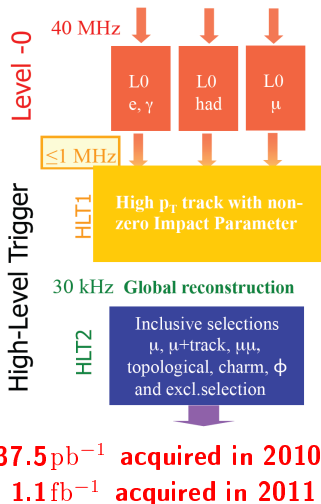 40 MHz
Level -0
L0 e, γ
L0 had
L0 μ
≤1 MHz
High-Level Trigger
HLT1
High pT track with non-
zero Impact Parameter
30 kHz Global reconstruction
HLT2
Inclusive selections
μ, μ+track, μμ,
topological, charm, ϕ
and excl.selection
37.5 pb⁻¹ acquired in 2010
1.1 fb⁻¹ acquired in 2011